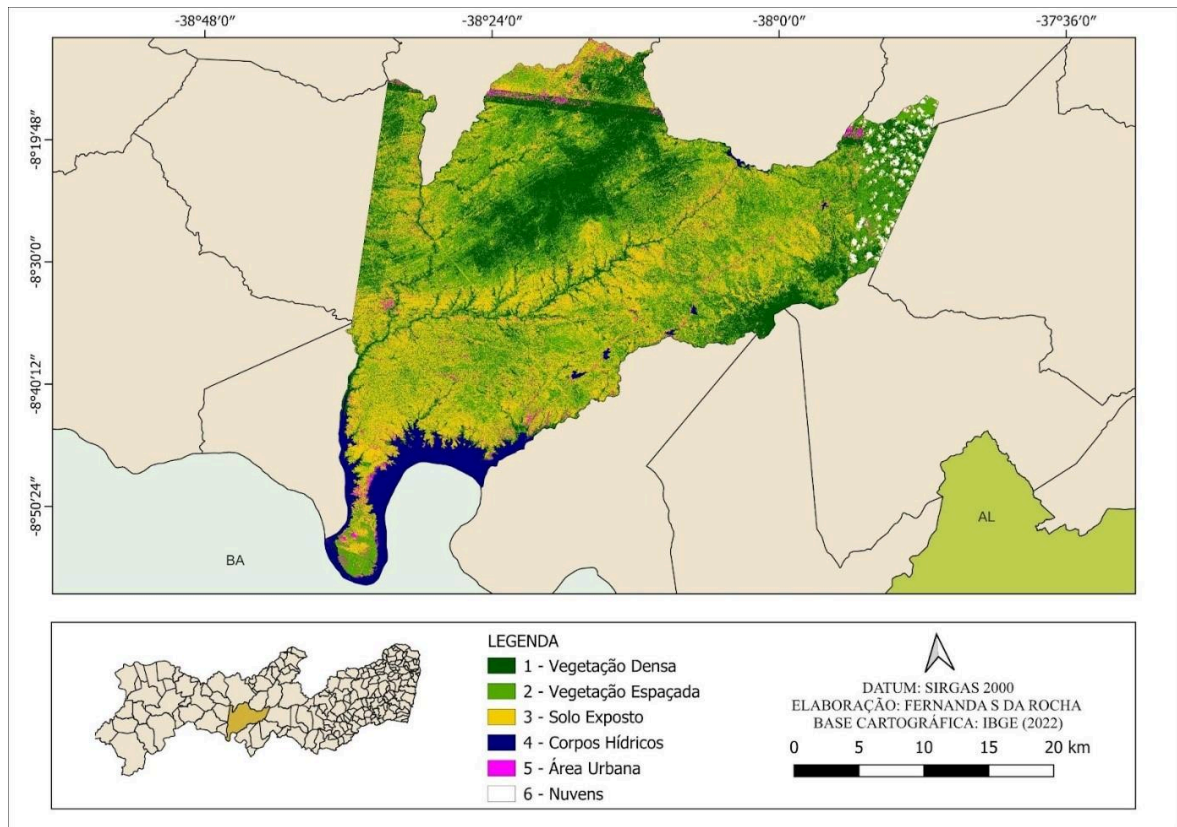 -38°48′0″
-38°24′0″
-38°0′0″
-37°36′0″
-8°19′48″
-8°30′0″
-8°40′12″
-8°50′24″
BA
AL
LEGENDA
1 - Vegetação Densa
2 - Vegetação Espaçada
3 - Solo Exposto
4 - Corpos Hídricos
5 - Área Urbana
6 - Nuvens
DATUM: SIRGAS 2000
ELABORAÇÃO: FERNANDA S DA ROCHA
BASE CARTOGRÁFICA: IBGE (2022)
0 5 10 15 20 km